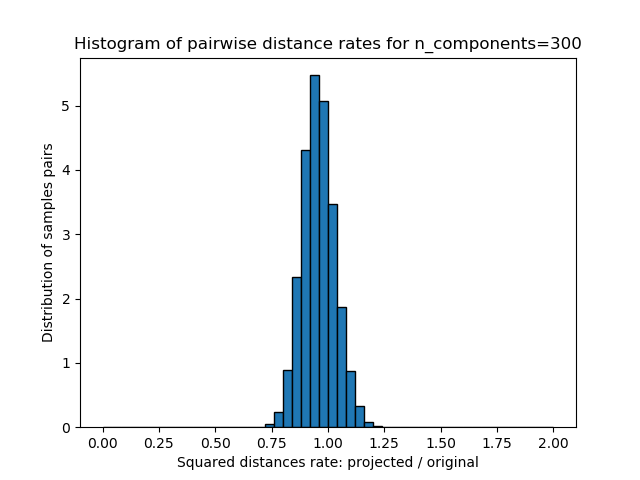 Histogram of pairwise distance rates for n_components=300
Distribution of samples pairs
5
4
3
2
1
0
0.00 0.25 0.50 0.75 1.00 1.25 1.50 1.75 2.00
Squared distances rate: projected / original